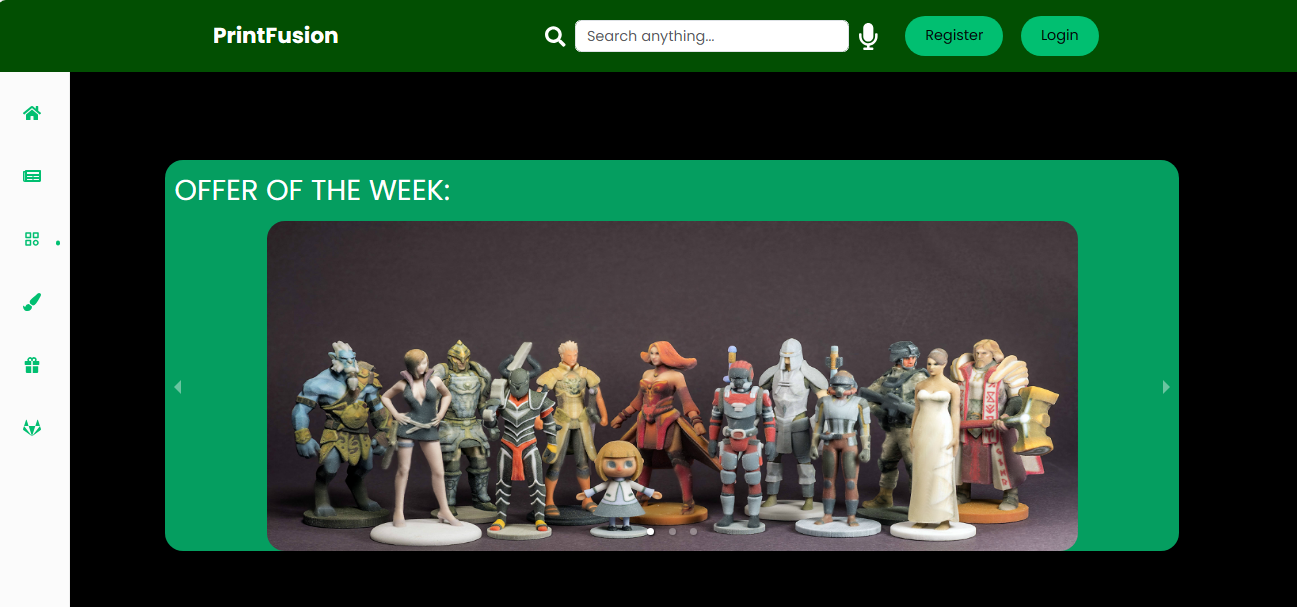 PrintFusion
Search anything...
Register
Login
OFFER OF THE WEEK: